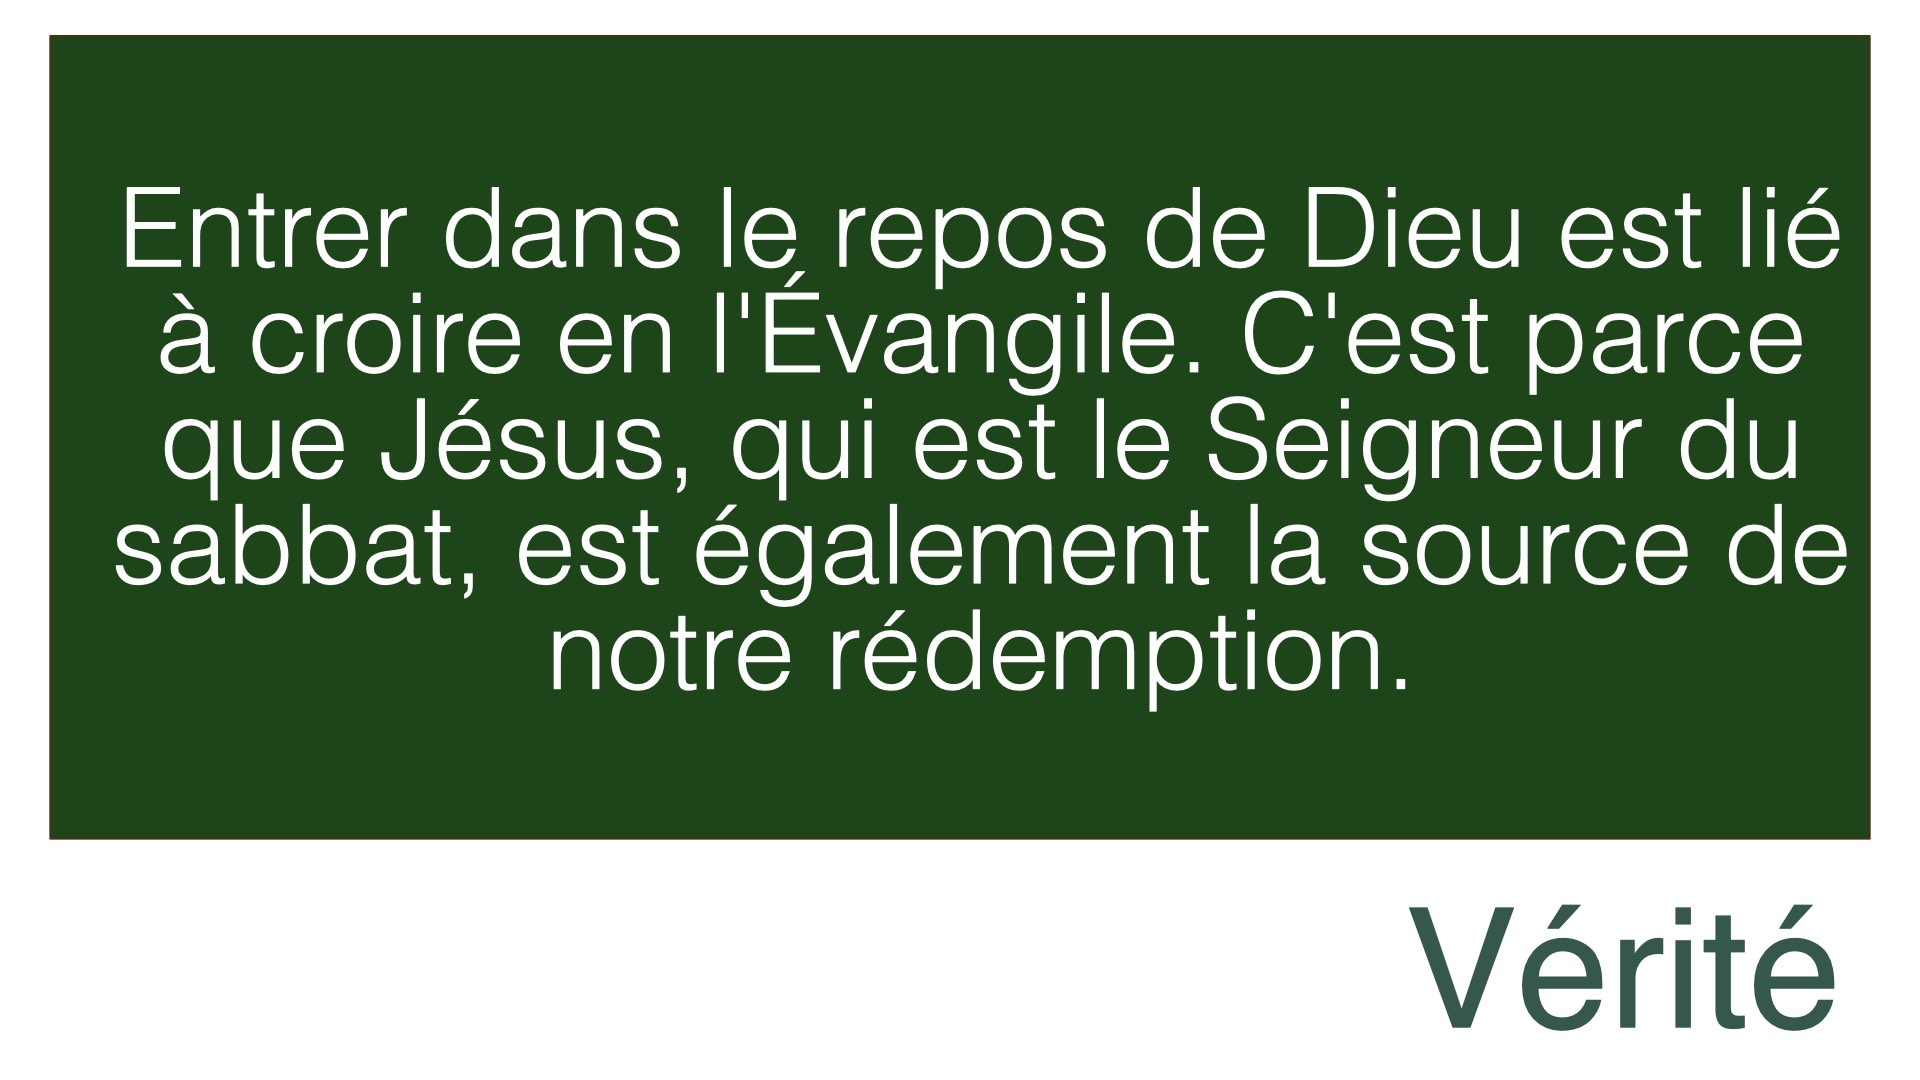 Entrer dans le repos de Dieu est lié
à croire en l'Évangile. C'est parce
que Jésus, qui est le Seigneur du
sabbat, est également la source de
notre rédemption.
Vérité